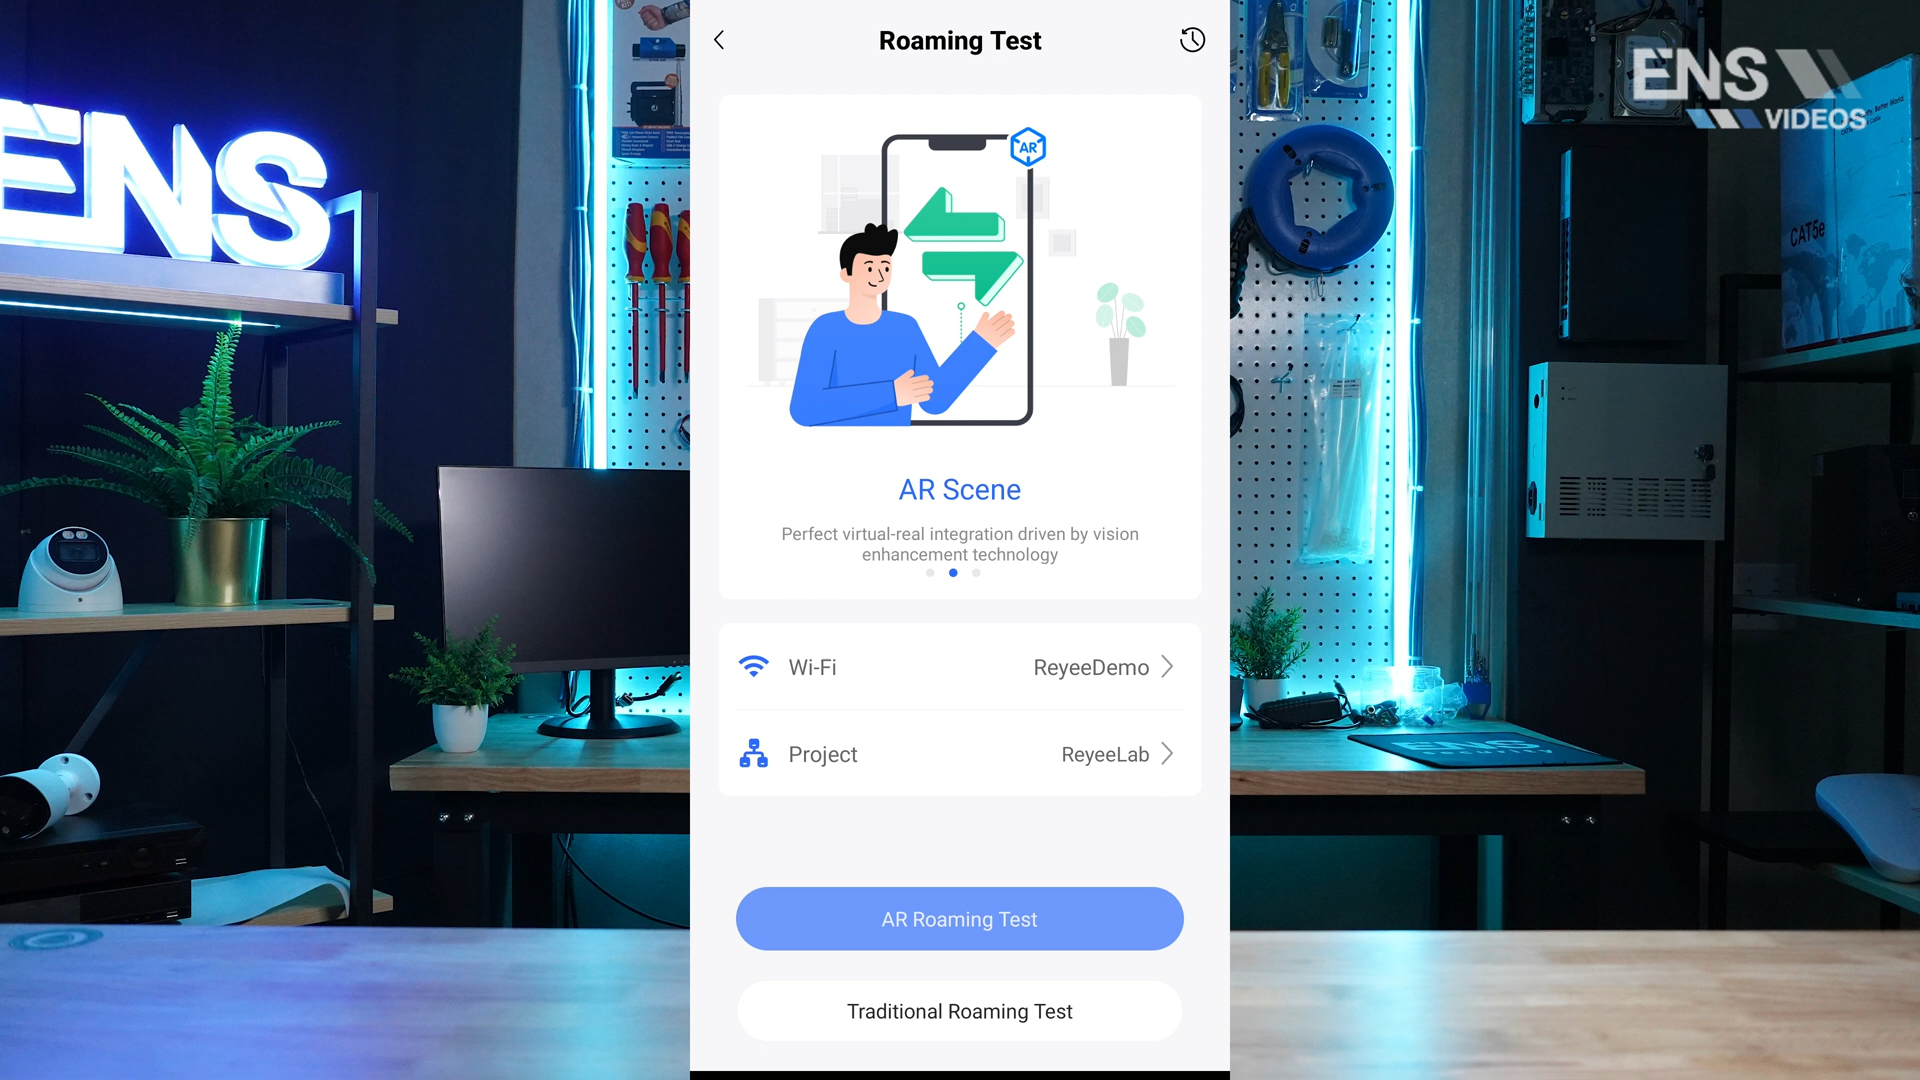 Roaming Test
AR
AR Scene
Perfect virtual-real integration driven by vision
enhancement technology
Wi-Fi
ReyeeDemo
Project
ReyeeLab
AR Roaming Test
Traditional Roaming Test
ENS
ENS
VIDEOS
CAT5e
ENS